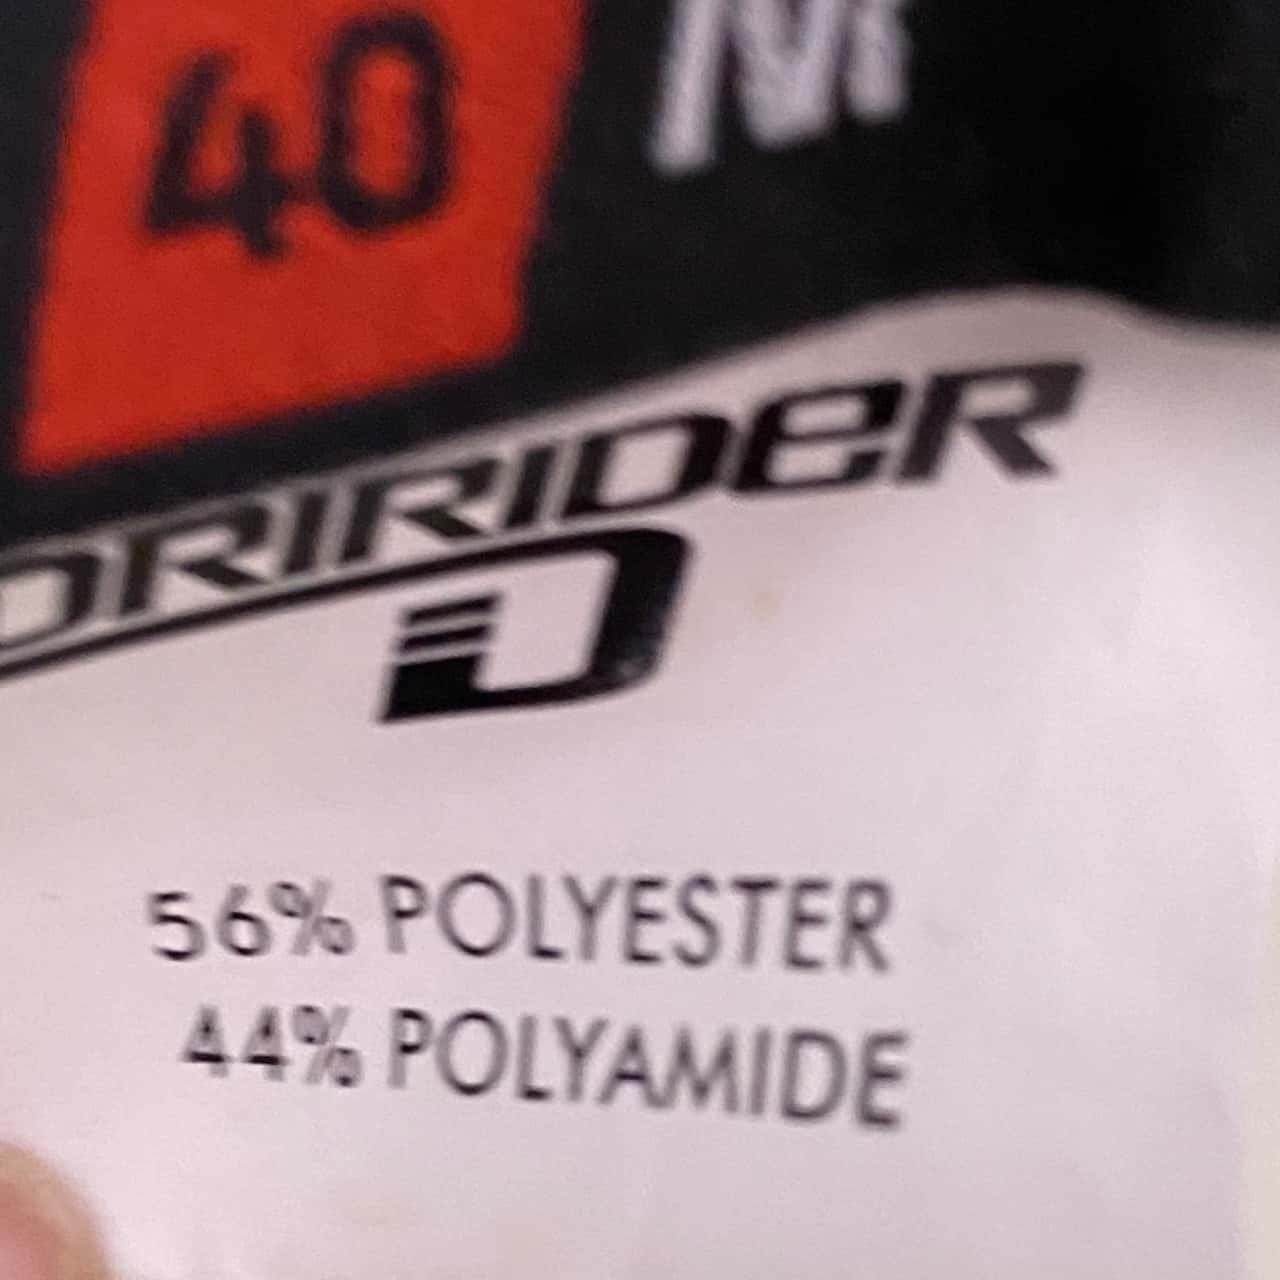 40 M
DRIRIDER
D
56% POLYESTER
44% POLYAMIDE